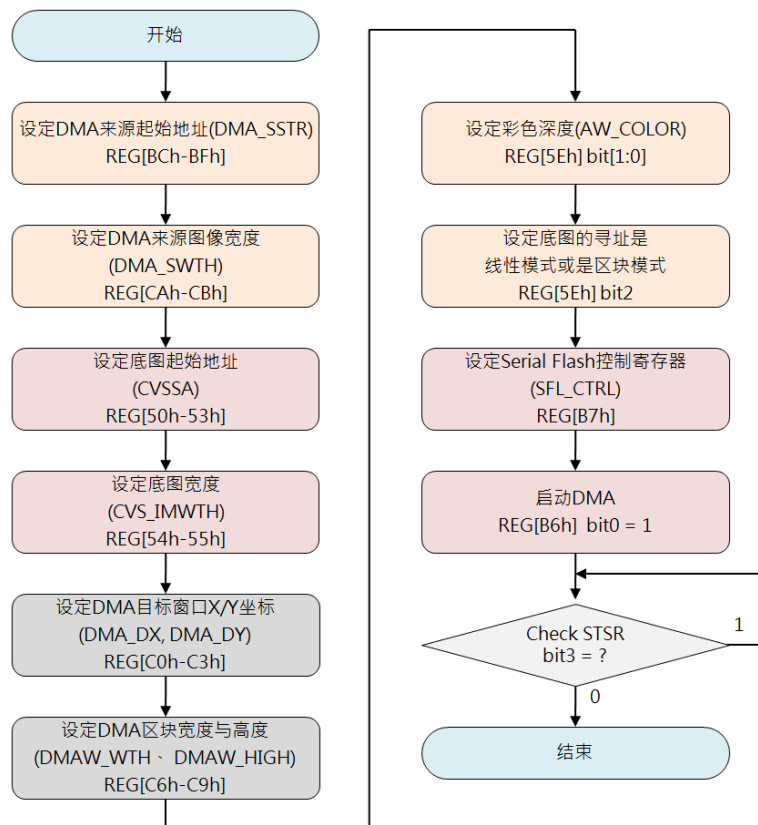 开始
设定DMA来源起始地址(DMA_SSTR)
REG[BCh-BFh]
设定DMA来源图像宽度
(DMA_SWTH)
REG[CAh-CBh]
设定底图起始地址
(CVSSA)
REG[50h-53h]
设定底图宽度
(CVS_IMWTH)
REG[54h-55h]
设定DMA目标窗口X/Y坐标
(DMA_DX, DMA_DY)
REG[C0h-C3h]
设定DMA区块宽度与高度
(DMAW_WTH、 DMAW_HIGH)
REG[C6h-C9h]
设定彩色深度(AW_COLOR)
REG[5Eh] bit[1:0]
设定底图的寻址是
线性模式或是区块模式
REG[5Eh] bit2
设定Serial Flash控制寄存器
(SFL_CTRL)
REG[B7h]
启动DMA
REG[B6h] bit0 = 1
Check STSR
bit3 = ?
1
0
结束